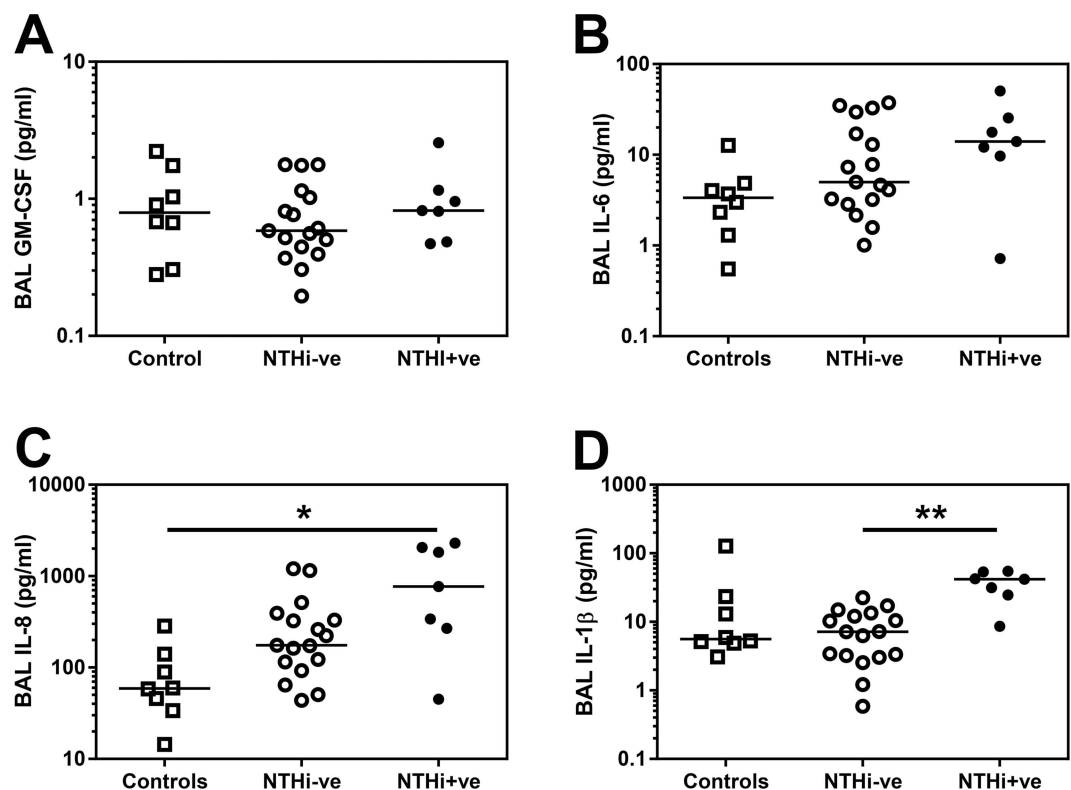 A
BAL GM-CSF (pg/ml)
10
1
0.1
Control NTHi-ve NTHI+ve
B
BAL IL-6 (pg/ml)
100
10
1
0.1
Controls NTHi-ve NTHi+ve
C
BAL IL-8 (pg/ml)
10000
1000
100
10
*
Controls NTHi-ve NTHi+ve
D
BAL IL-1β (pg/ml)
1000
100
10
1
0.1
**
Controls NTHi-ve NTHi+ve